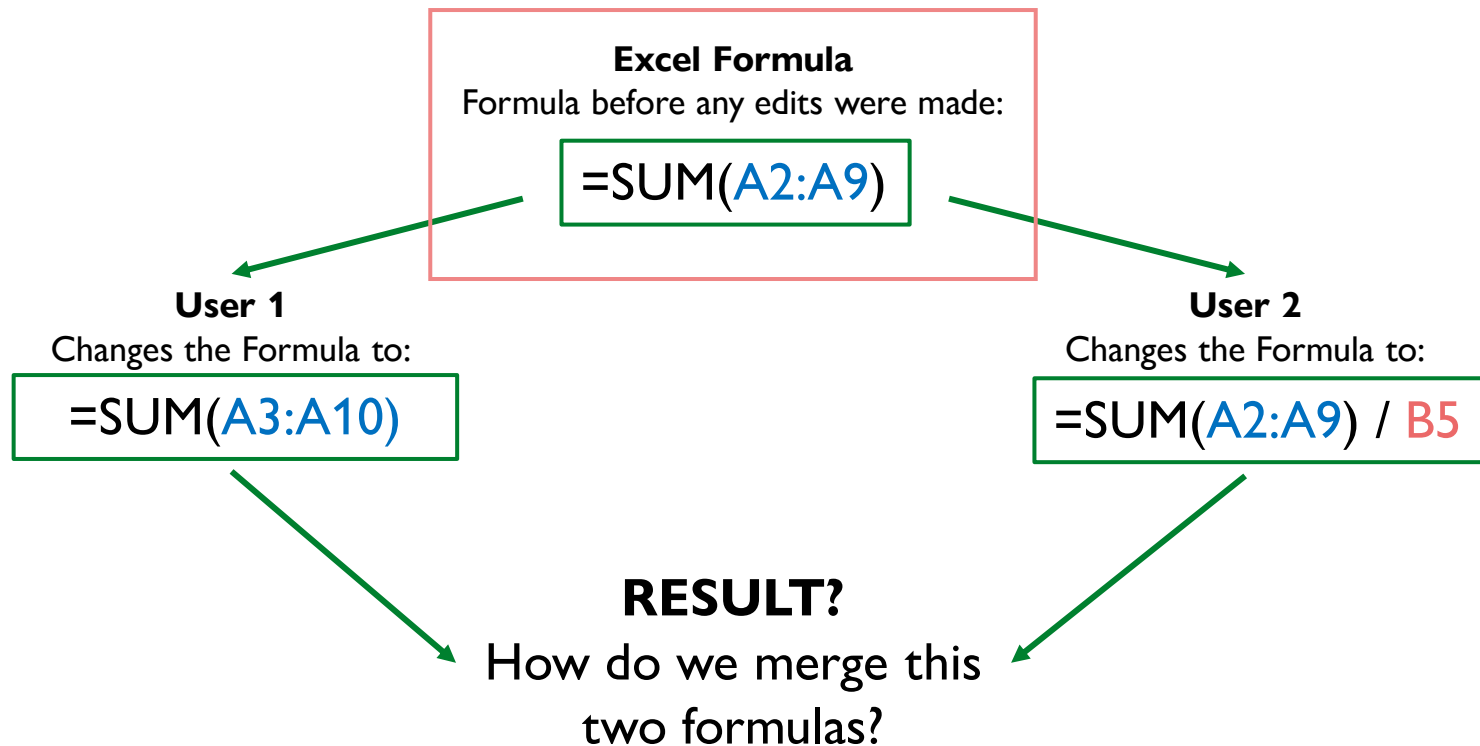 Excel Formula
Formula before any edits were made:
=SUM(A2:A9)
User 1
Changes the Formula to:
=SUM(A3:A10)
User 2
Changes the Formula to:
=SUM(A2:A9) / B5
RESULT?
How do we merge this
two formulas?